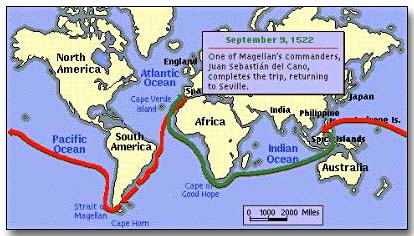 September 9, 1522
One of Magellan's commanders,
Juan Sebastián del Cano,
completes the trip, returning
to Seville.
North
America
England
Atlantic
Ocean
Cape Verde
Island
Africa
India
Japan
Philippine
Spice Islands
Pacific
Ocean
South
America
Indian
Ocean
Australia
Cape of
Good Hope
Strait of
Magellan
Cape Horn
0 1000 2000 Miles